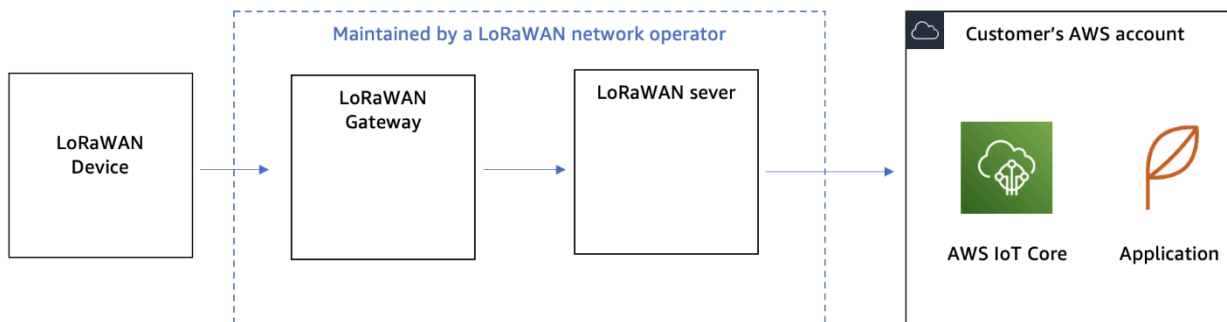 Maintained by a LoRaWAN network operator
Customer's AWS account
LoRaWAN
Device
LoRaWAN
Gateway
LoRaWAN sever
AWS IoT Core
Application